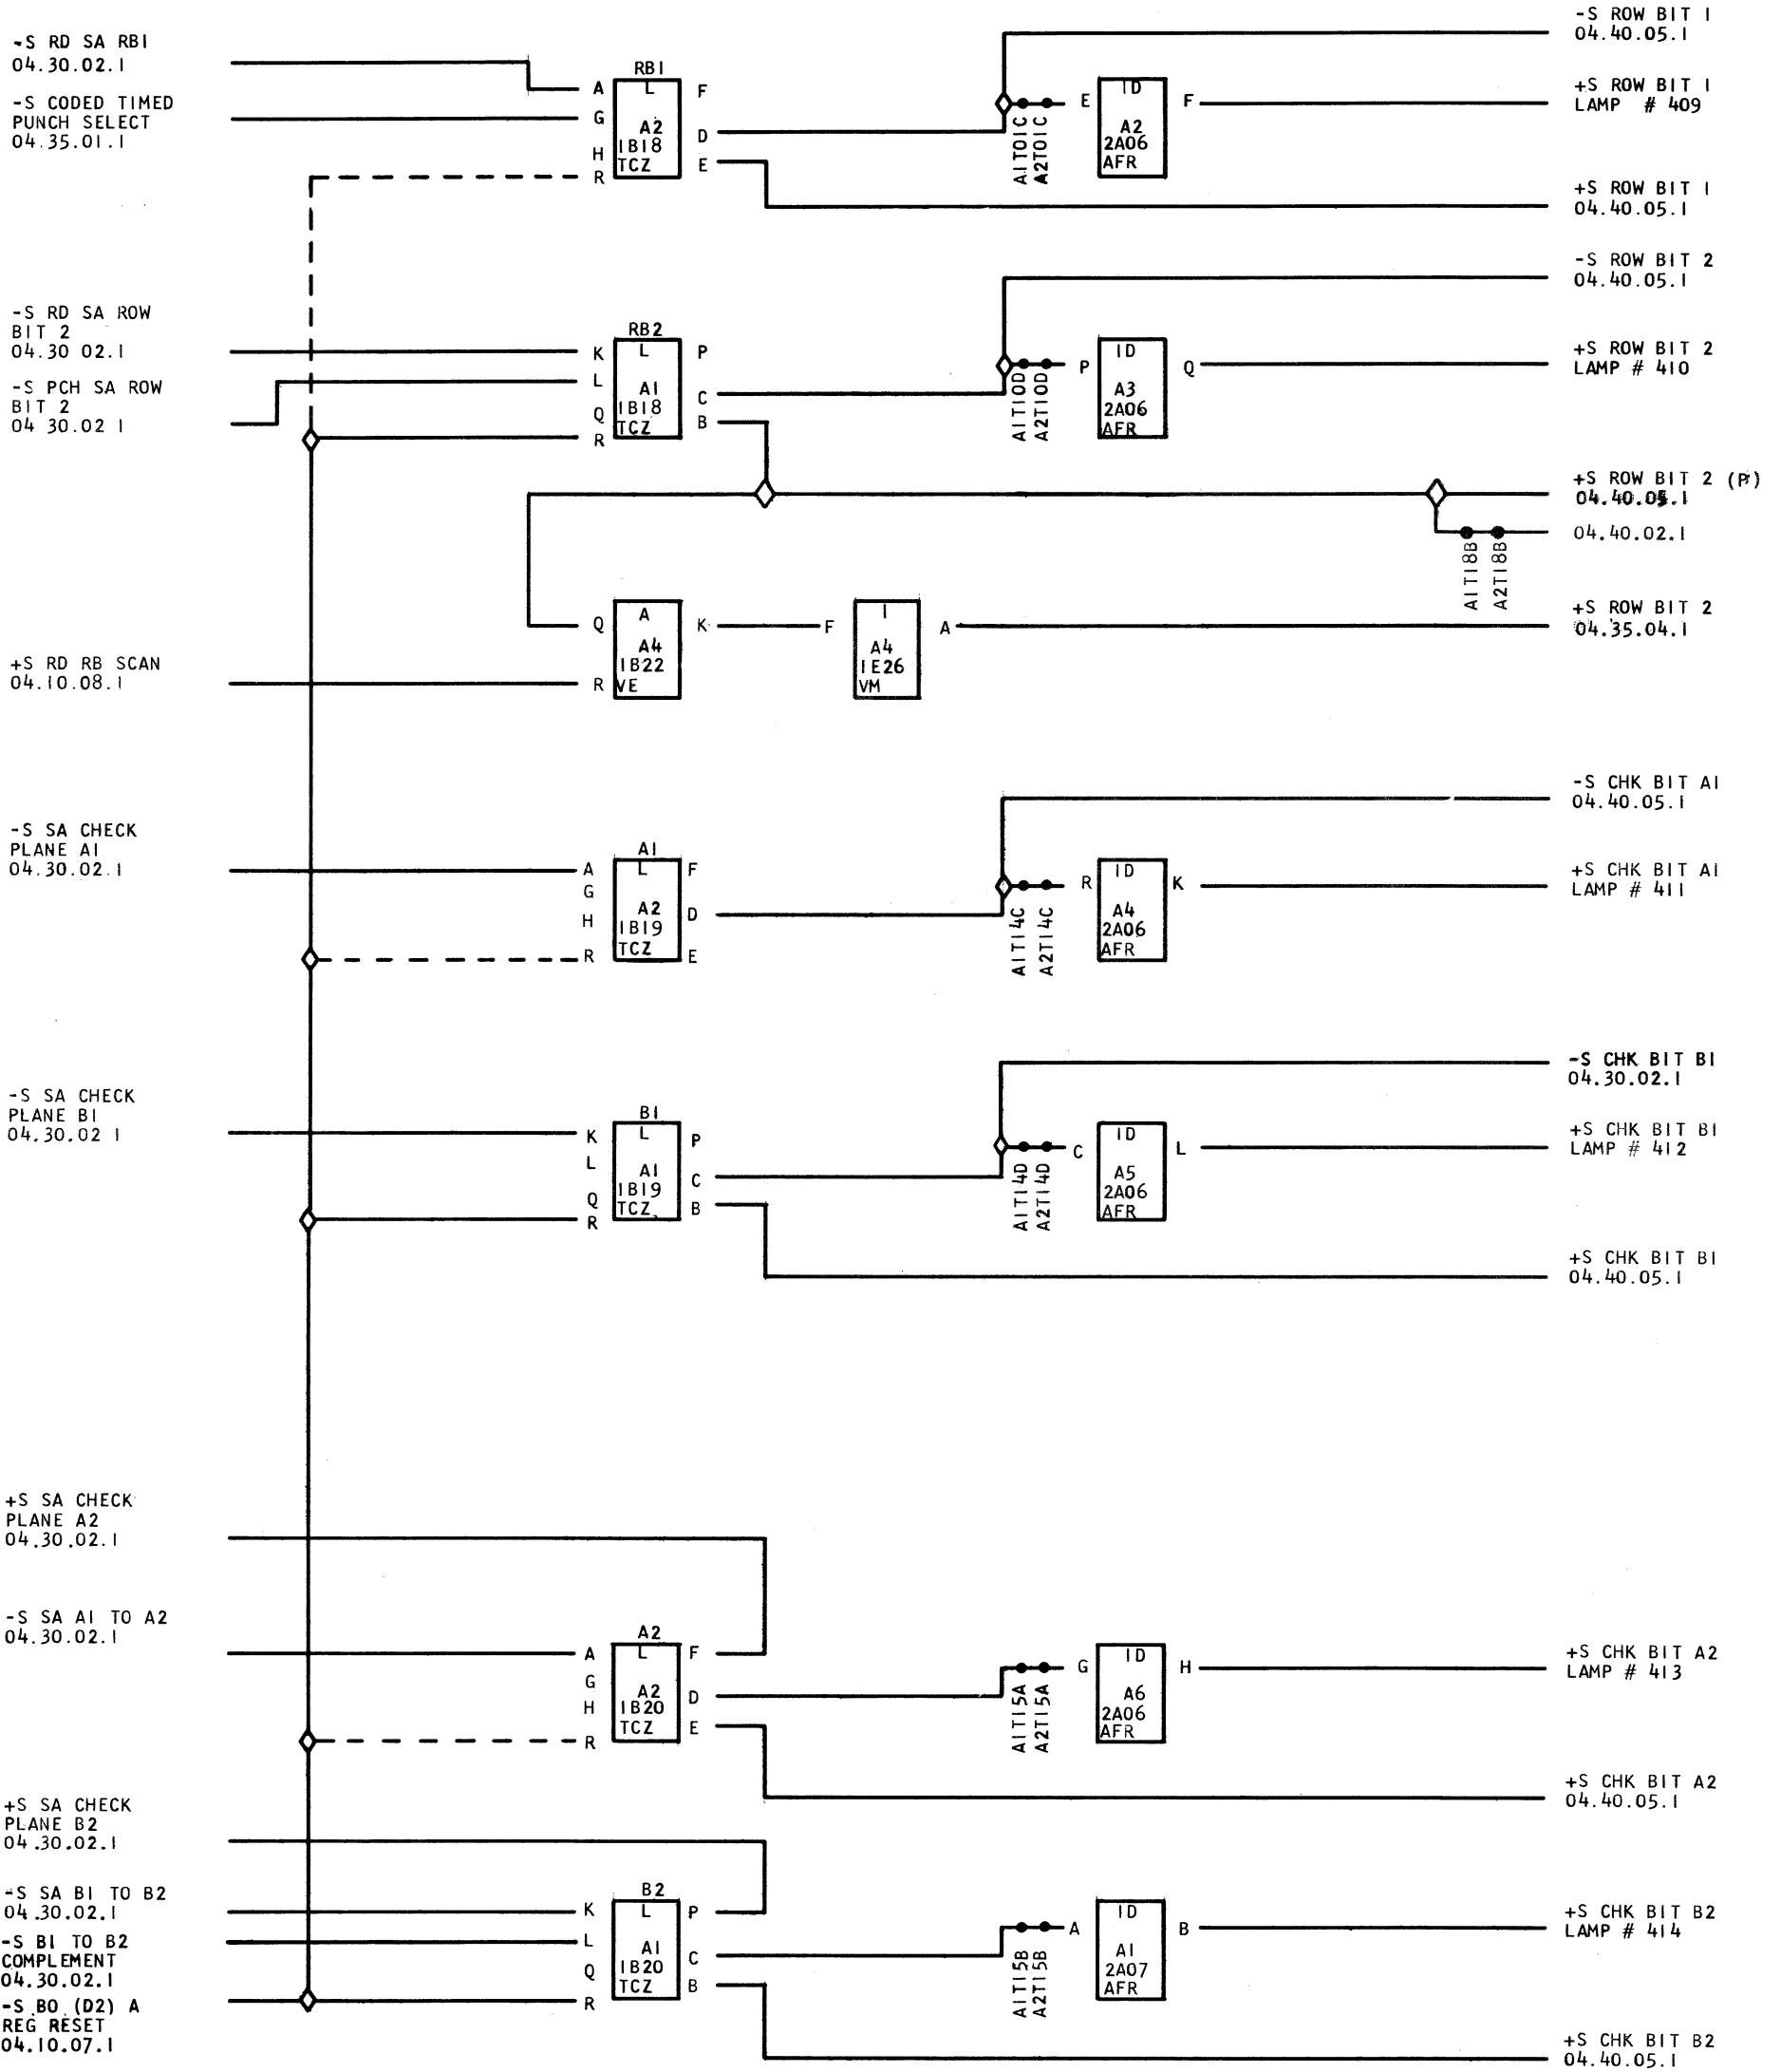 -S RD SA RB1
04.30.02.1
-S CODED TIMED
PUNCH SELECT
04.35.01.1
RB1
A
G
H
R
L
A2
1B18
TCZ
F
D
E
A1T01C
A2T01C
E
ID
A2
2A06
AFR
F
-S ROW BIT 1
04.40.05.1
+S ROW BIT 1
LAMP # 409
+S ROW BIT 1
04.40.05.1
-S RD SA ROW
BIT 2
04.30 02.1
-S PCH SA ROW
BIT 2
04 30.02 1
RB2
K
L
Q
R
L
A1
1B18
TCZ
P
C
B
A1T10D
A2T10D
P
ID
A3
2A06
AFR
Q
-S ROW BIT 2
04.40.05.1
+S ROW BIT 2
LAMP # 410
+S ROW BIT 2 (P)
04.40.05.1
04.40.02.1
A1T18B
A2T18B
+S RD RB SCAN
04.10.08.1
Q
R
A
A4
1B22
VE
K
F
I
A4
1E26
VM
A
+S ROW BIT 2
04.35.04.1
-S SA CHECK
PLANE A1
04.30.02.1
A1
A
G
H
R
L
A2
1B19
TCZ
F
D
E
A1T14C
A2T14C
R
ID
A4
2A06
AFR
K
-S CHK BIT A1
04.40.05.1
+S CHK BIT A1
LAMP # 411
-S SA CHECK
PLANE B1
04.30.02 1
B1
K
L
Q
R
L
A1
1B19
TCZ
P
C
B
A1T14D
A2T14D
C
ID
A5
2A06
AFR
L
-S CHK BIT B1
04.30.02.1
+S CHK BIT B1
LAMP # 412
+S CHK BIT B1
04.40.05.1
+S SA CHECK
PLANE A2
04.30.02.1
-S SA A1 TO A2
04.30.02.1
A2
A
G
H
R
L
A2
1B20
TCZ
F
D
E
A1T15A
A2T15A
G
ID
A6
2A06
AFR
H
+S CHK BIT A2
LAMP # 413
+S CHK BIT A2
04.40.05.1
+S SA CHECK
PLANE B2
04.30.02.1
-S SA B1 TO B2
04.30.02.1
-S B1 TO B2
COMPLEMENT
04.30.02.1
-S BO (D2) A
REG RESET
04.10.07.1
B2
K
L
Q
R
L
A1
1B20
TCZ
P
C
B
A1T15B
A2T15B
A
ID
A1
2A07
AFR
B
+S CHK BIT B2
LAMP # 414
+S CHK BIT B2
04.40.05.1